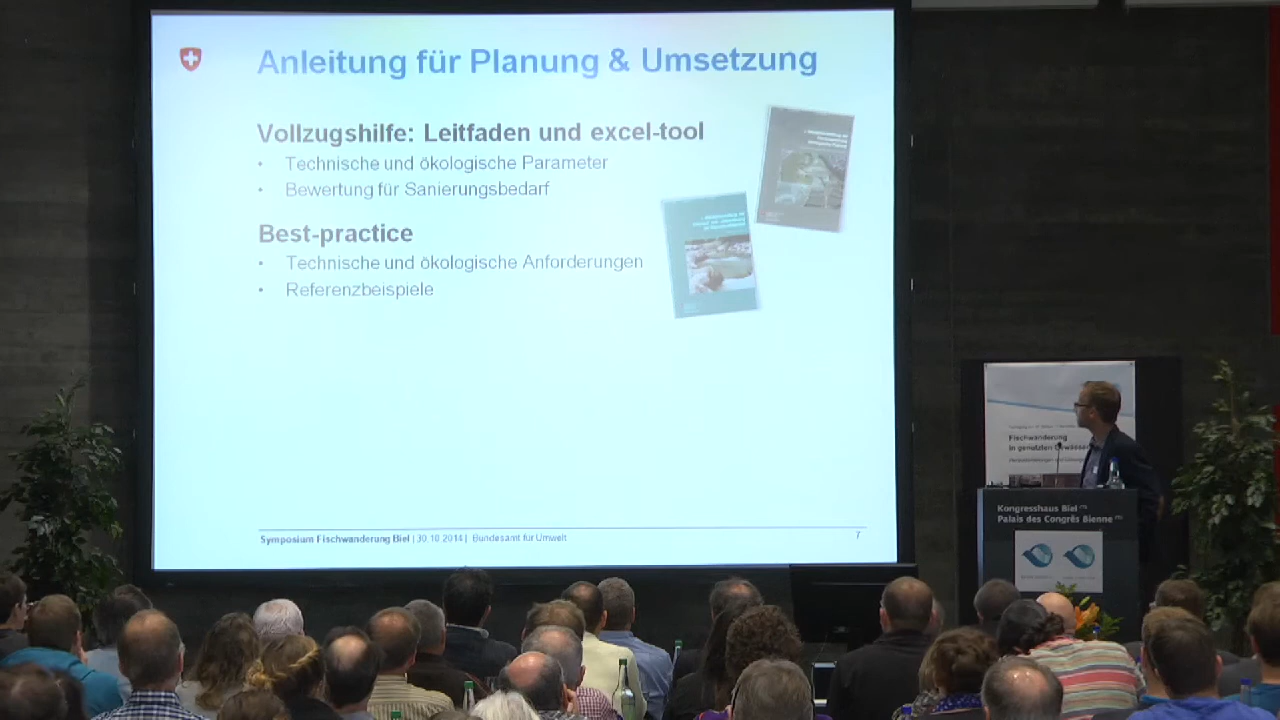 Anleitung für Planung & Umsetzung
Vollzugshilfe: Leitfaden und excel-tool
• Technische und ökologische Parameter
• Bewertung für Sanierungsbedarf
Best-practice
• Technische und ökologische Anforderungen
• Referenzbeispiele
Symposium Fischwanderung Biel | 30.10.2014 | Bundesamt für Umwelt
7
Fischwanderung
in genutzten Gewässern
Kongresshaus Biel
Palais des Congrès Bienne